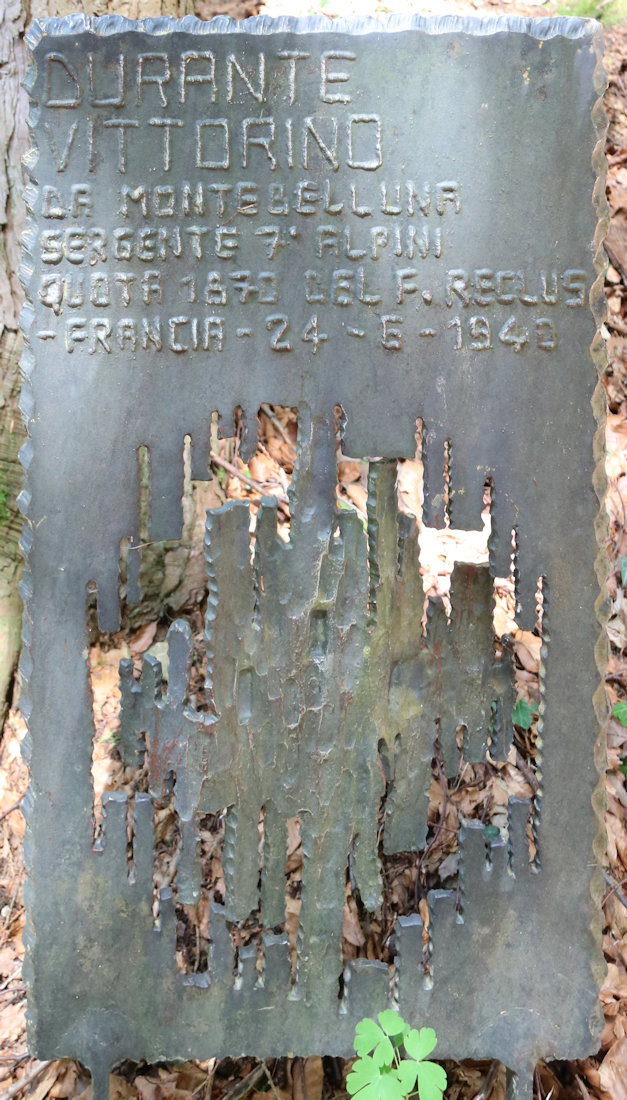 DURANTE
VITTORINO
DA MONTEBELLUNA
SERGENTE 7° ALPINI
QUOTA 1870 DEL F. RECLUS
-FRANCIA - 24 - 6 - 1940